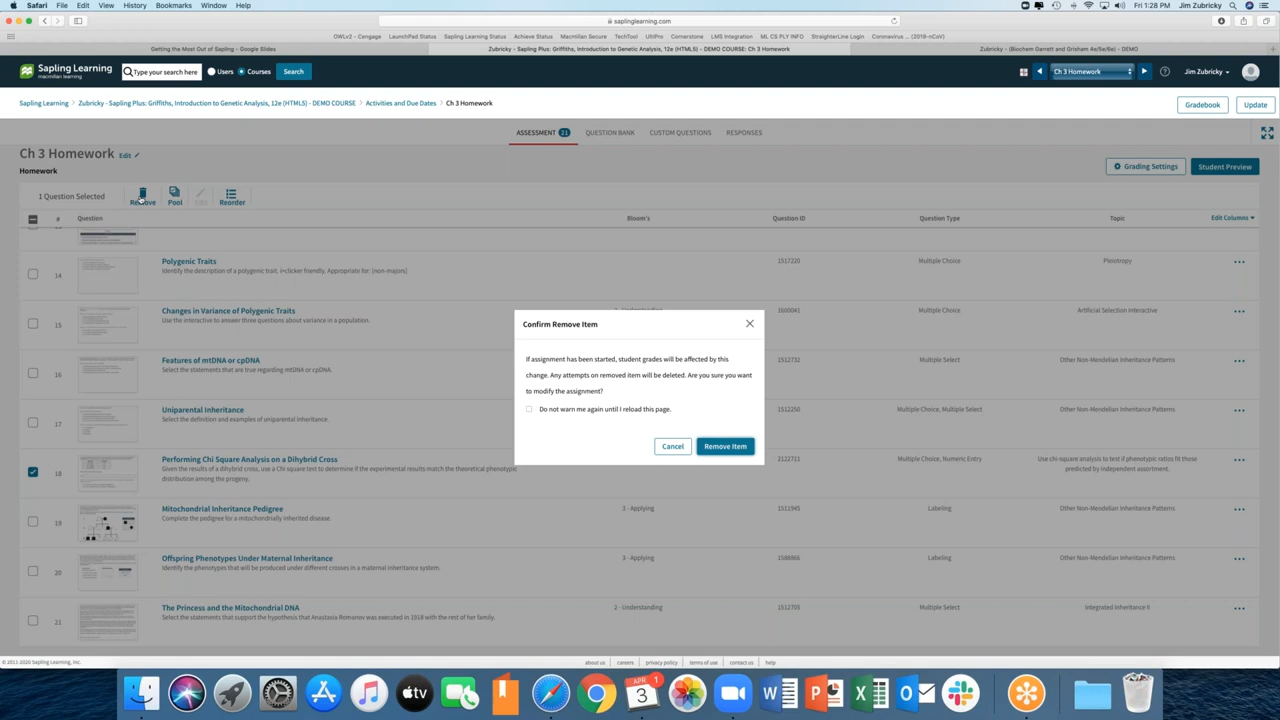 Safari File Edit View History Bookmarks Window Help
Fri 1:28 PM Jim Zubricky
saplinglearning.com
OWLv2 - Cengage LaunchPad Status Sapling Learning Status Achieve Status Macmillan Secure TechTool UltiPro Cornerstone LMS Integration ML CS PLY INFO StraighterLine Login Coronavirus ...(2019-nCoV)
Getting the Most Out of Sapling - Google Slides
Zubricky - Sapling Plus: Griffiths, Introduction to Genetic Analysis, 12e (HTML5) - DEMO COURSE: Ch 3 Homework
Zubricky - (Biochem Garrett and Grisham 4e/5e/6e) - DEMO
Sapling Learning
macmillan learning
Type your search here Users Courses Search
Ch 3 Homework
Jim Zubricky
Sapling Learning > Zubricky - Sapling Plus: Griffiths, Introduction to Genetic Analysis, 12e (HTML5) - DEMO COURSE > Activities and Due Dates > Ch 3 Homework
Gradebook Update
ASSESSMENT 21 QUESTION BANK CUSTOM QUESTIONS RESPONSES
Ch 3 Homework Edit
Homework
Grading Settings Student Preview
1 Question Selected Remove Pool Edit Reorder
# Question Bloom's Question ID Question Type Topic Edit Columns
14 Polygenic Traits 1517220 Multiple Choice Pleiotropy
Identify the description of a polygenic trait. i>clicker friendly. Appropriate for: [non-majors]
15 Changes in Variance of Polygenic Traits 1600041 Multiple Choice Artificial Selection Interactive
Use the interactive to answer three questions about variance in a population.
16 Features of mtDNA or cpDNA 1512732 Multiple Select Other Non-Mendelian Inheritance Patterns
Select the statements that are true regarding mtDNA or cpDNA.
17 Uniparental Inheritance 1512250 Multiple Choice, Multiple Select Other Non-Mendelian Inheritance Patterns
Select the definition and examples of uniparental inheritance.
18 Performing Chi Square Analysis on a Dihybrid Cross 2122711 Multiple Choice, Numeric Entry Use chi-square analysis to test if phenotypic ratios fit those
predicted by independent assortment.
Given the results of a dihybrid cross, use a Chi square test to determine if the experimental results match the theoretical phenotypic
distribution among the progeny.
19 Mitochondrial Inheritance Pedigree 3 - Applying 1511945 Labeling Other Non-Mendelian Inheritance Patterns
Complete the pedigree for a mitochondrially inherited disease.
20 Offspring Phenotypes Under Maternal Inheritance 3 - Applying 1588866 Labeling Other Non-Mendelian Inheritance Patterns
Identify the phenotypes that will be produced under different crosses in a maternal inheritance system.
21 The Princess and the Mitochondrial DNA 2 - Understanding 1512703 Multiple Select Integrated Inheritance II
Select the statements that support the hypothesis that Anastasia Romanov was executed in 1918 with the rest of her family.
Confirm Remove Item
If assignment has been started, student grades will be affected by this
change. Any attempts on removed item will be deleted. Are you sure you want
to modify the assignment?
Do not warn me again until I reload this page.
Cancel Remove Item
© 2011-2020 Sapling Learning, Inc.
about us careers privacy policy terms of use contact us help
APR
3
1
tv